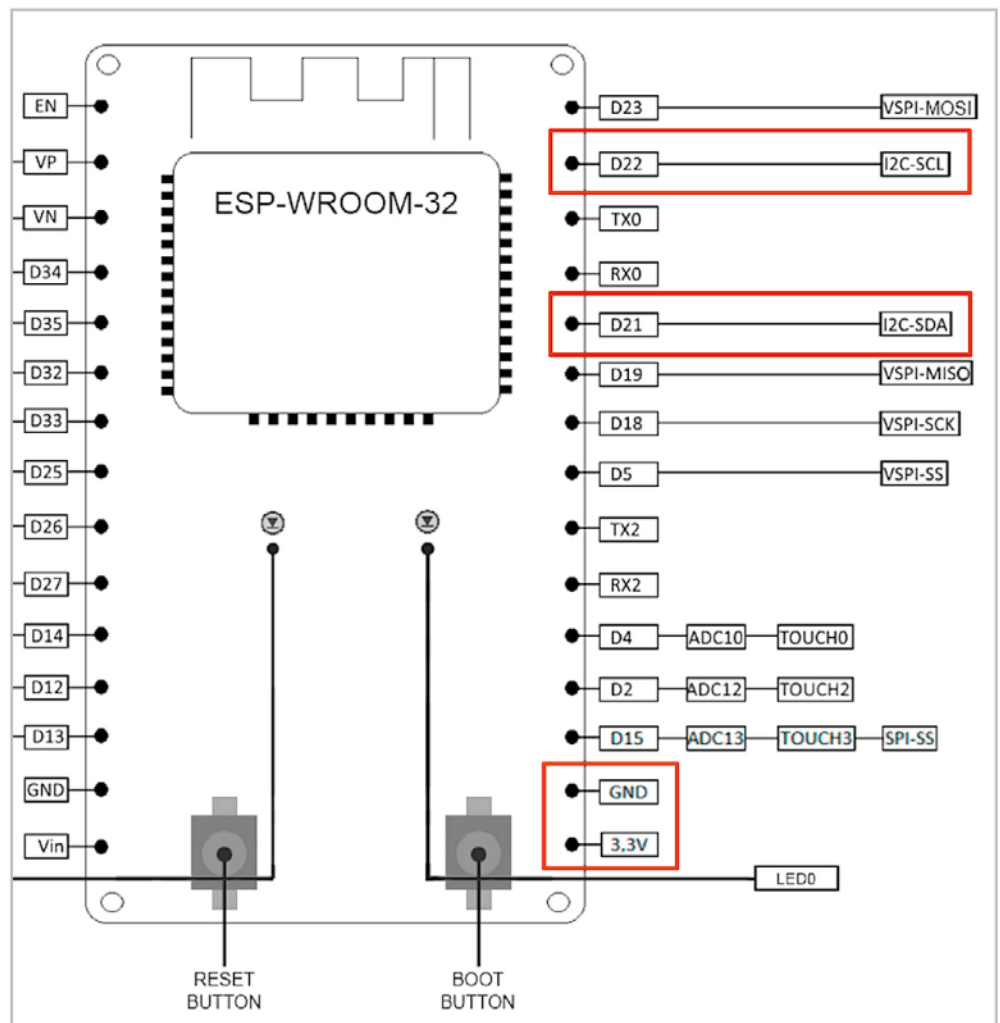 EN
D23 VSPI-MOSI
VP
D22 I2C-SCL
ESP-WROOM-32
VN
TX0
D34
RX0
D35
D21 I2C-SDA
D32
D19 VSPI-MISO
D33
D18 VSPI-SCK
D25
D5 VSPI-SS
D26
TX2
D27
RX2
D14
D4 ADC10 TOUCH0
D12
D2 ADC12 TOUCH2
D13
D15 ADC13 TOUCH3 SPI-SS
GND
GND
Vin
3,3V
LED0
RESET
BUTTON
BOOT
BUTTON